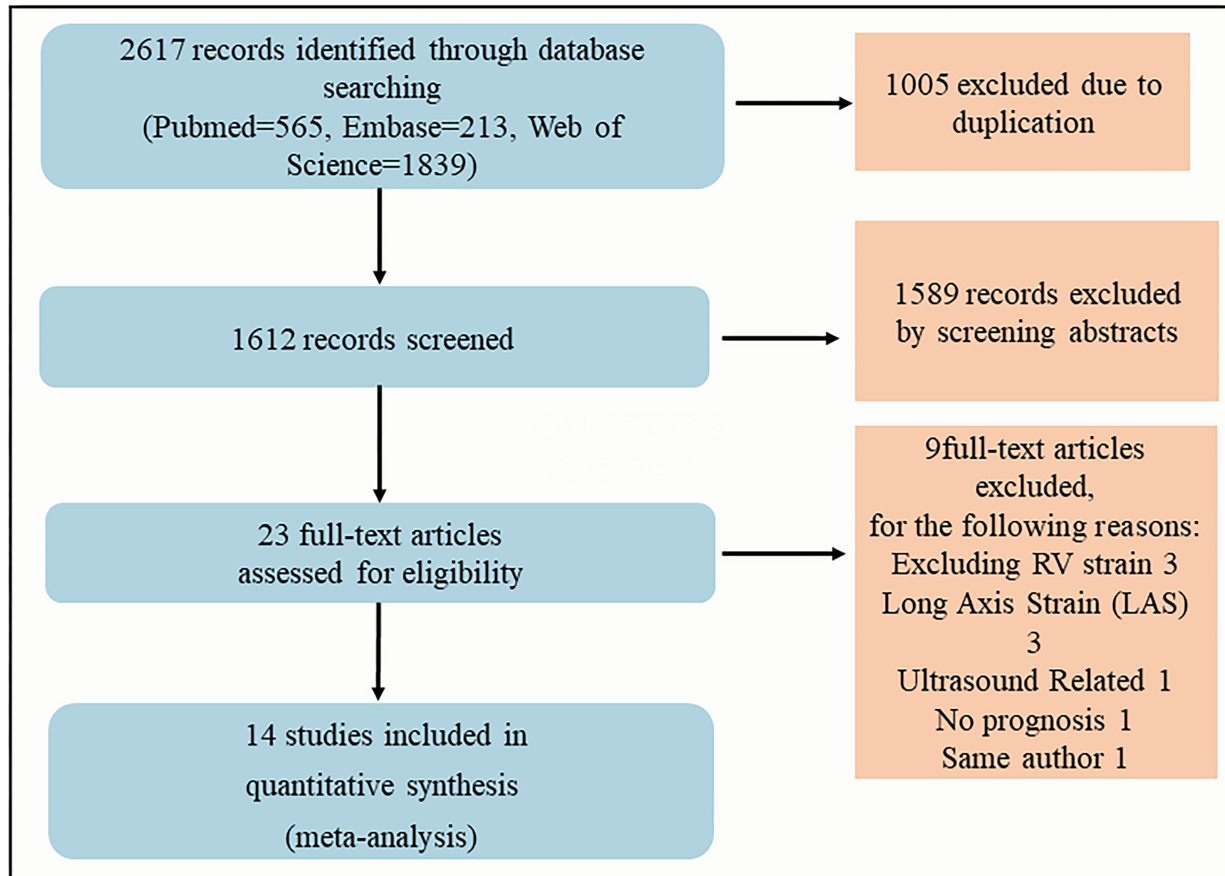 2617 records identified through database
searching
(Pubmed=565, Embase=213, Web of
Science=1839)
1005 excluded due to
duplication
1612 records screened
1589 records excluded
by screening abstracts
23 full-text articles
assessed for eligibility
9full-text articles
excluded,
for the following reasons:
Excluding RV strain 3
Long Axis Strain (LAS)
3
Ultrasound Related 1
No prognosis 1
Same author 1
14 studies included in
quantitative synthesis
(meta-analysis)